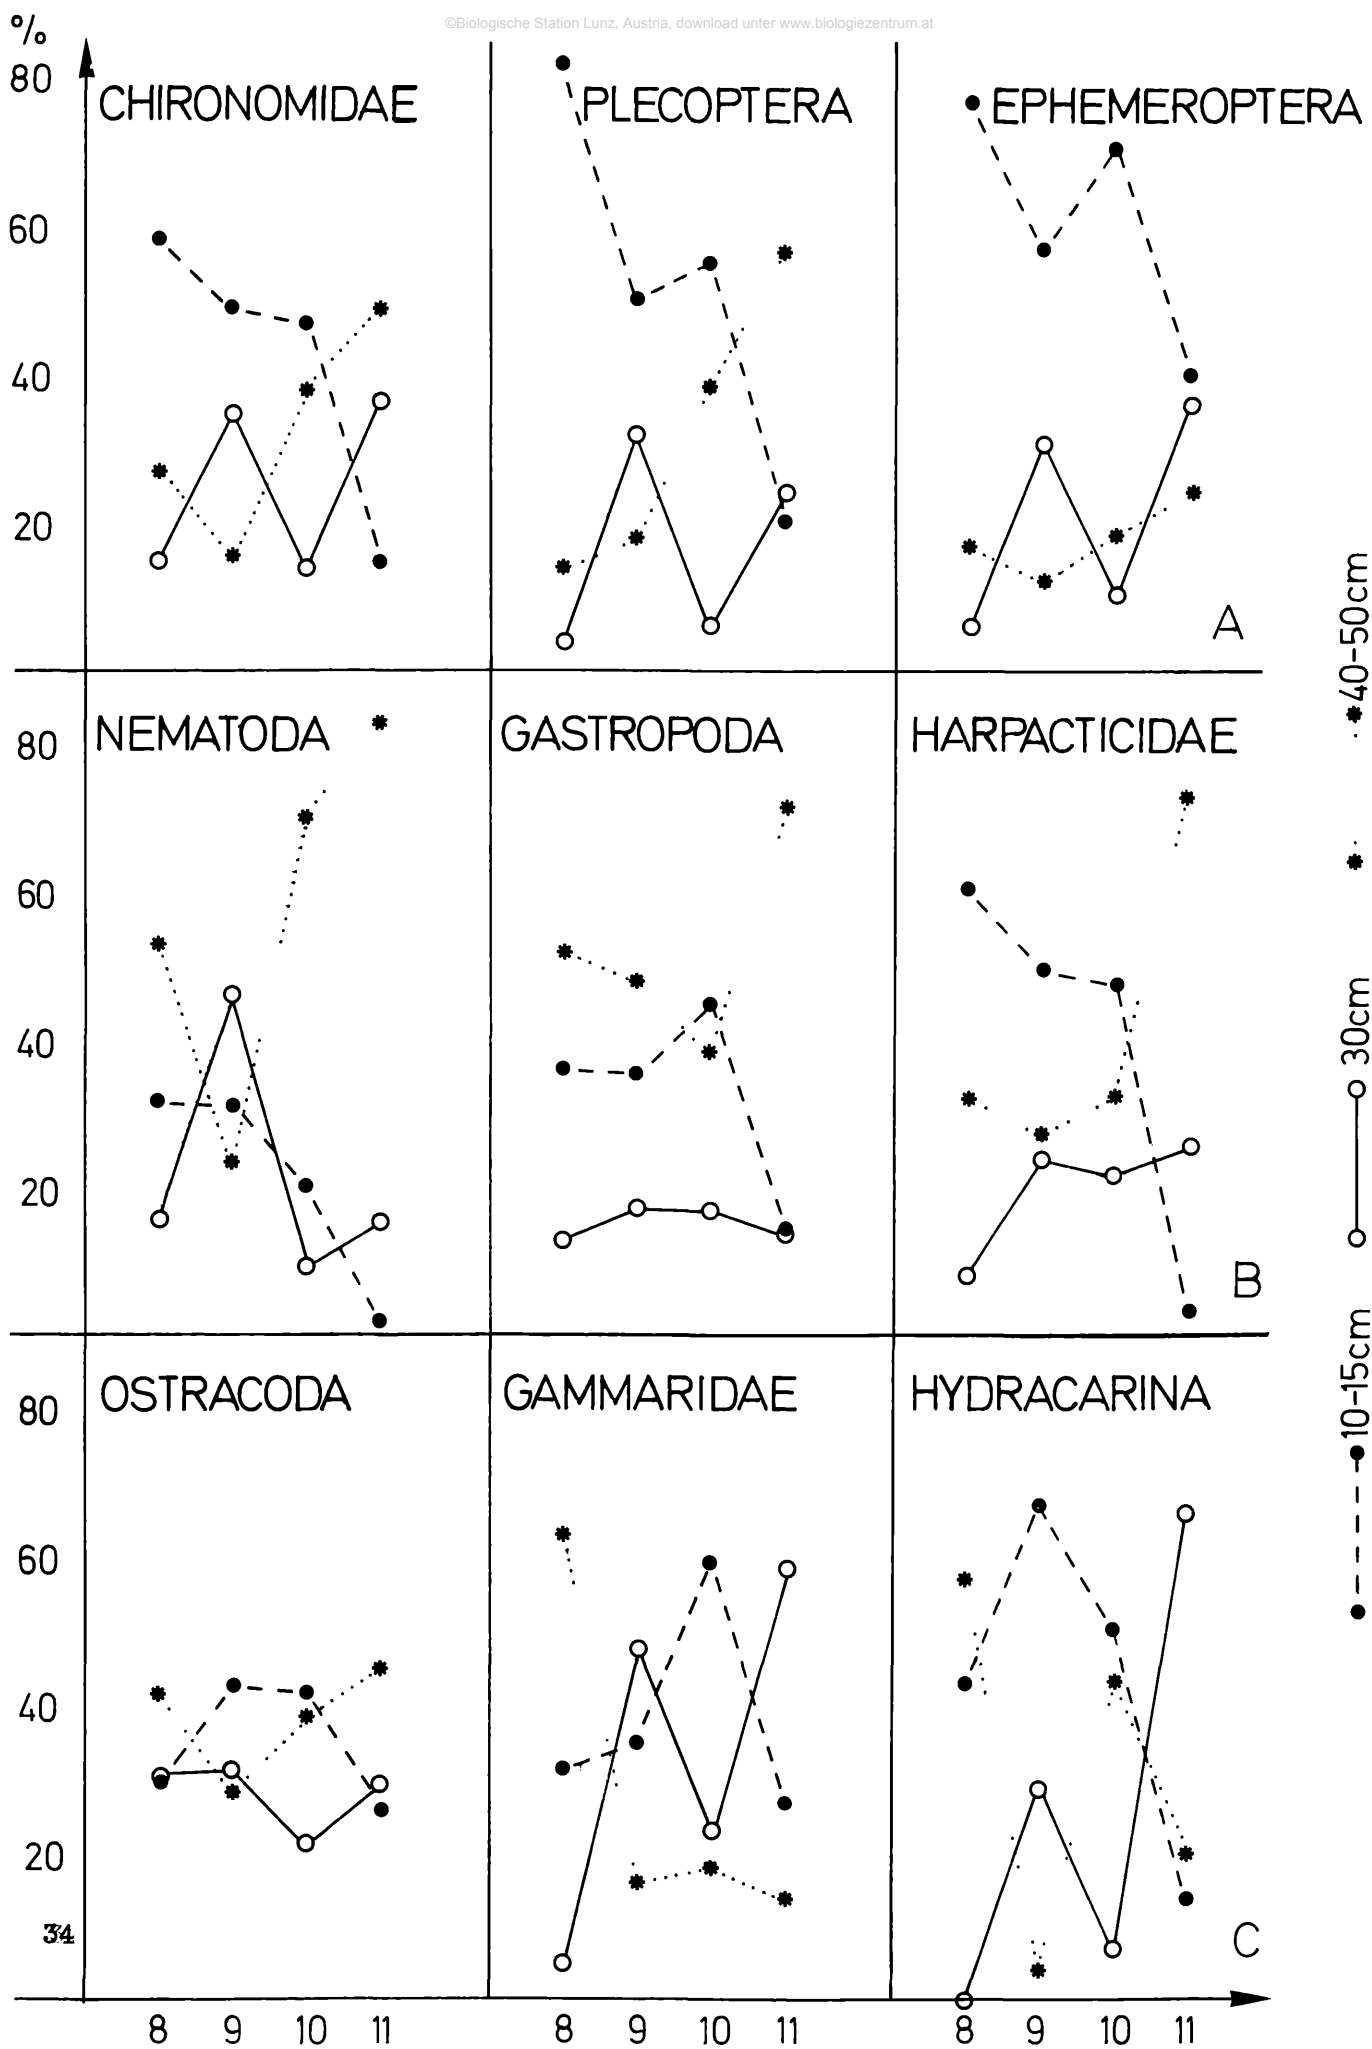 ©Biologische Station Lunz, Austria, download unter www.biologiezentrum.at
%
80
CHIRONOMIDAE
PLECOPTERA
EPHEMEROPTERA
60
40
20
A
NEMATODA
GASTROPODA
HARPACTICIDAE
80
60
40
20
B
OSTRACODA
GAMMARIDAE
HYDRACARINA
80
60
40
20
34
C
8 9 10 11
8 9 10 11
8 9 10 11
40-50cm
30cm
10-15cm